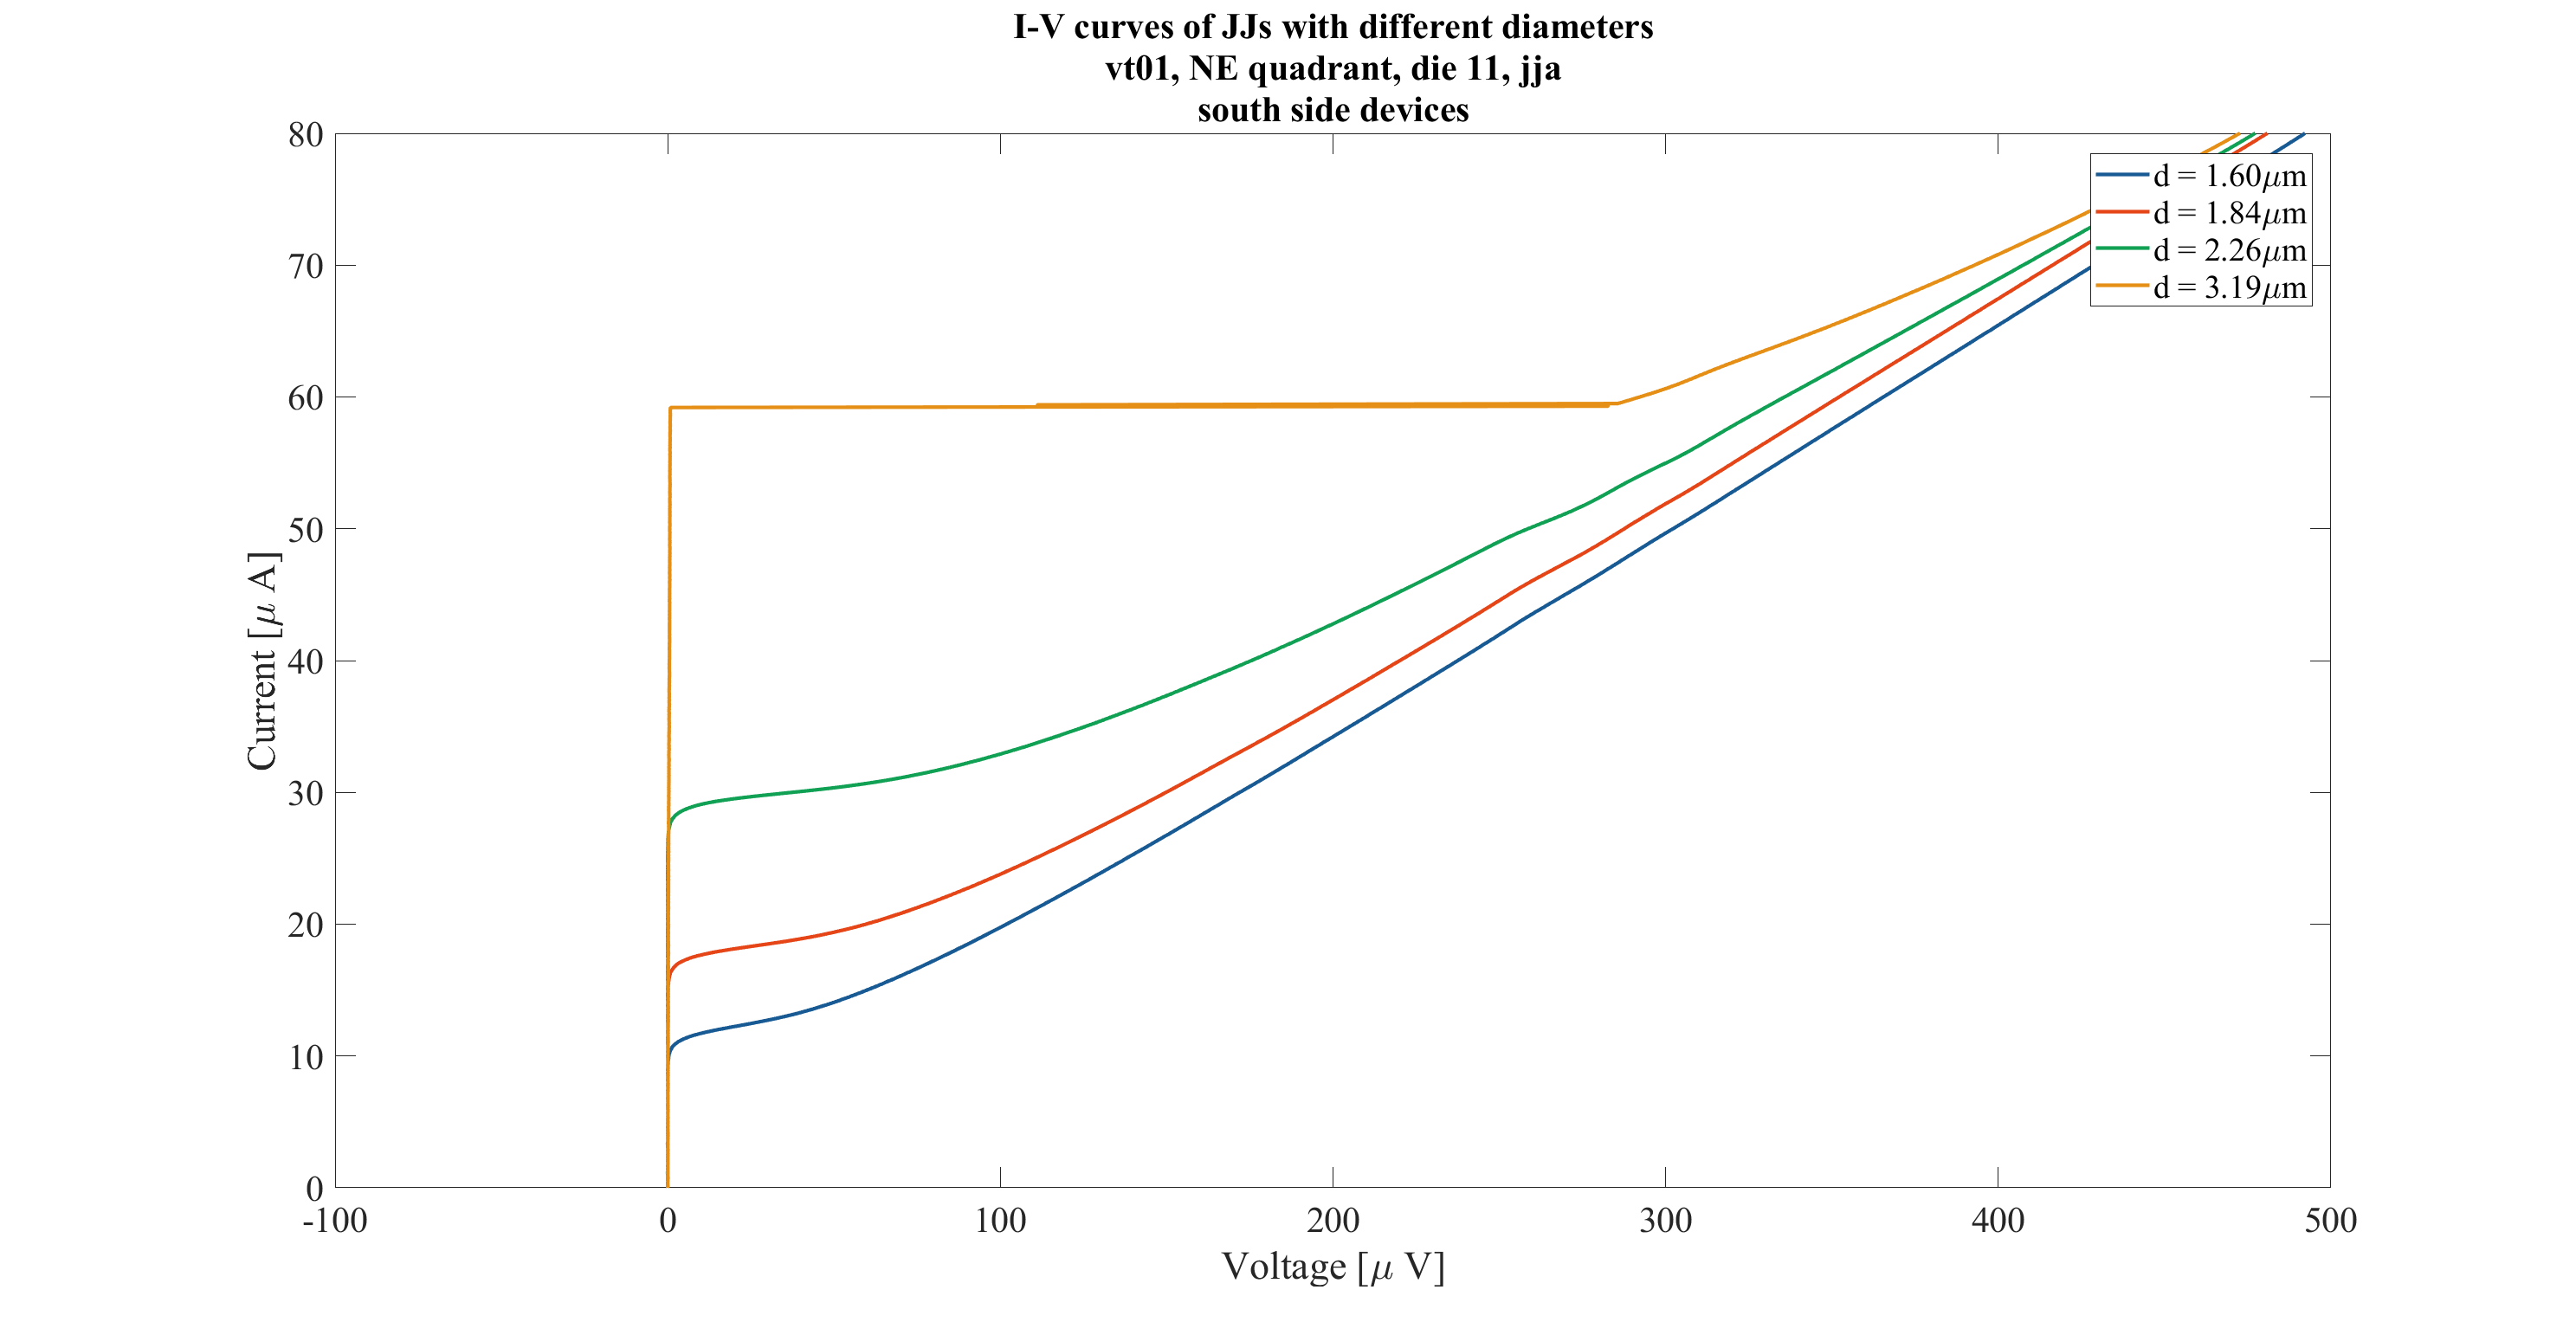 I-V curves of JJs with different diameters
vt01, NE quadrant, die 11, jja
south side devices
80
70
60
50
40
30
20
10
0
Current [μ A]
d = 1.60μm
d = 1.84μm
d = 2.26μm
d = 3.19μm
-100 0 100 200 300 400 500
Voltage [μ V]